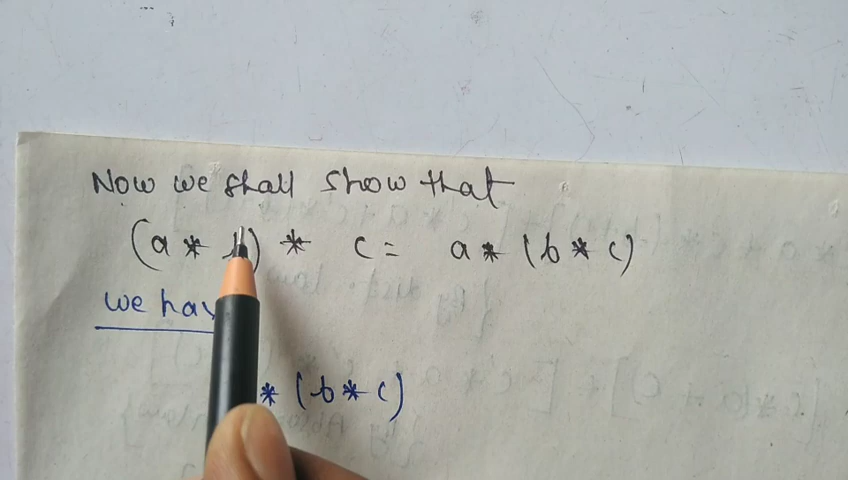 Now we shall show that
(a * b) * c = a * (b * c)
we hav
* (b * c)